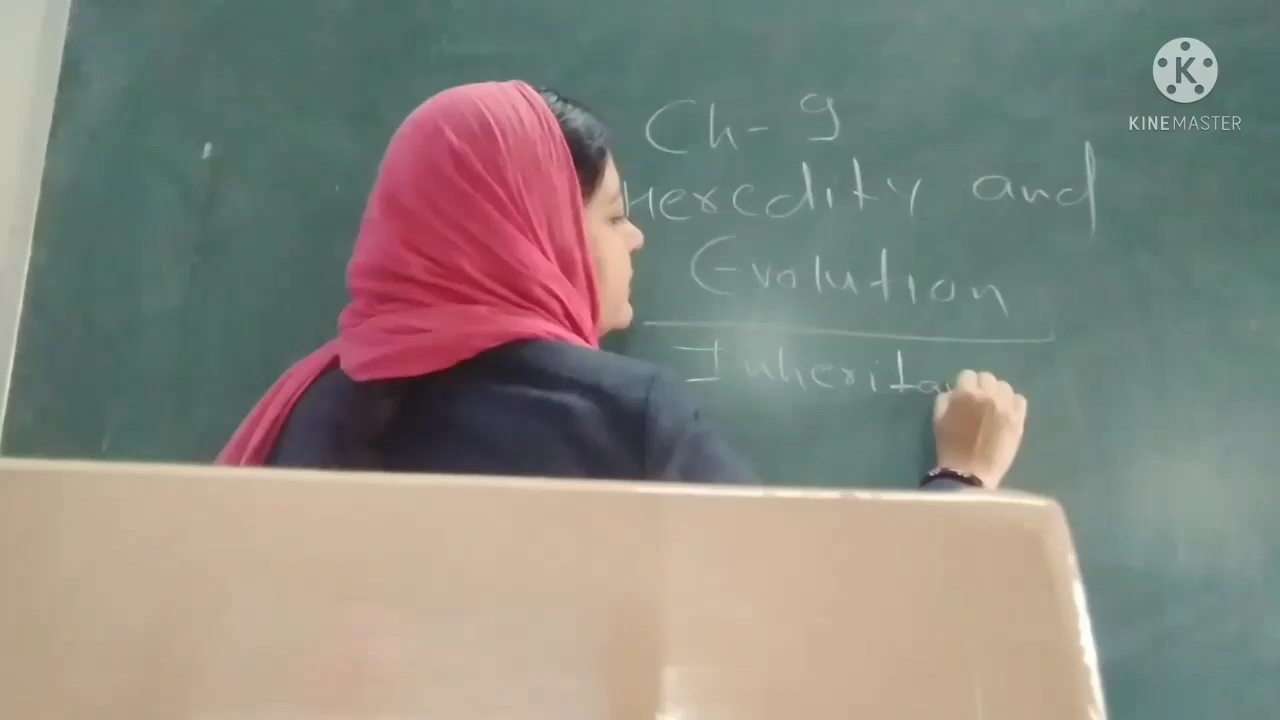 Ch- 9
Heredity and
Evolution
Inherita
KINEMASTER